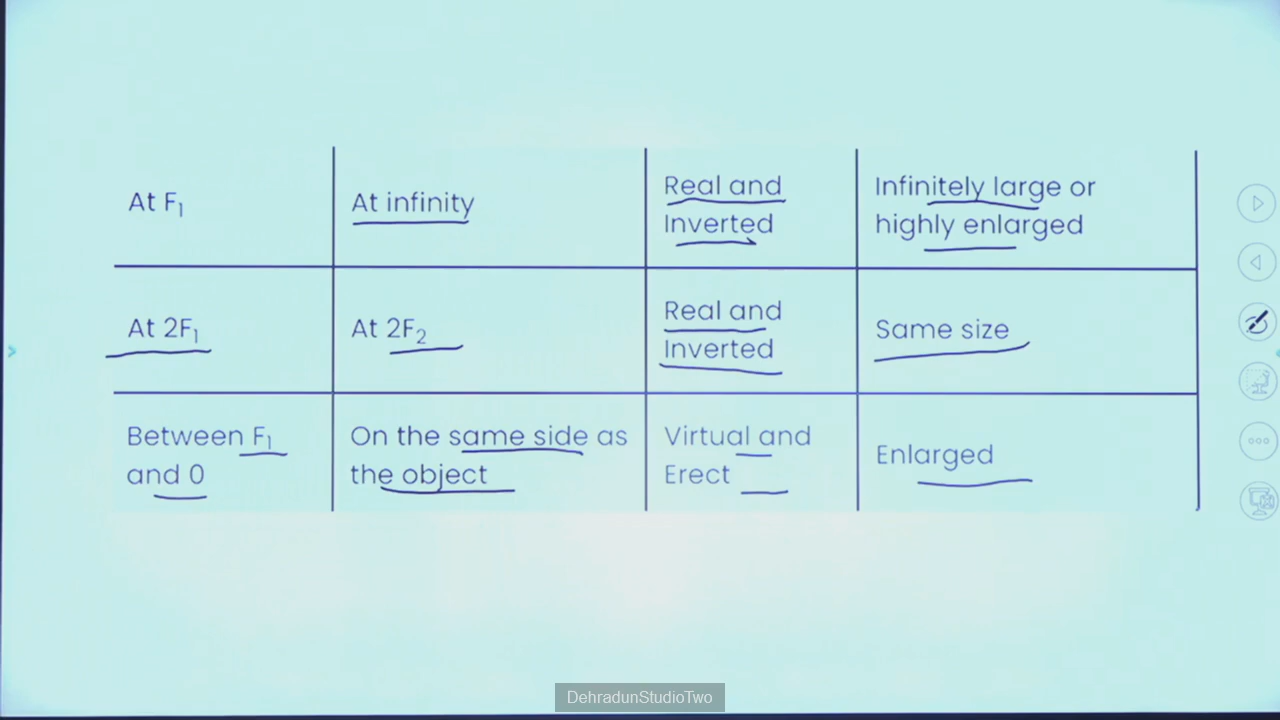 At F₁
At infinity
Real and
Inverted
Infinitely large or
highly enlarged
At 2F₁
At 2F₂
Real and
Inverted
Same size
Between F₁
and 0
On the same side as
the object
Virtual and
Erect
Enlarged
DehradunStudioTwo